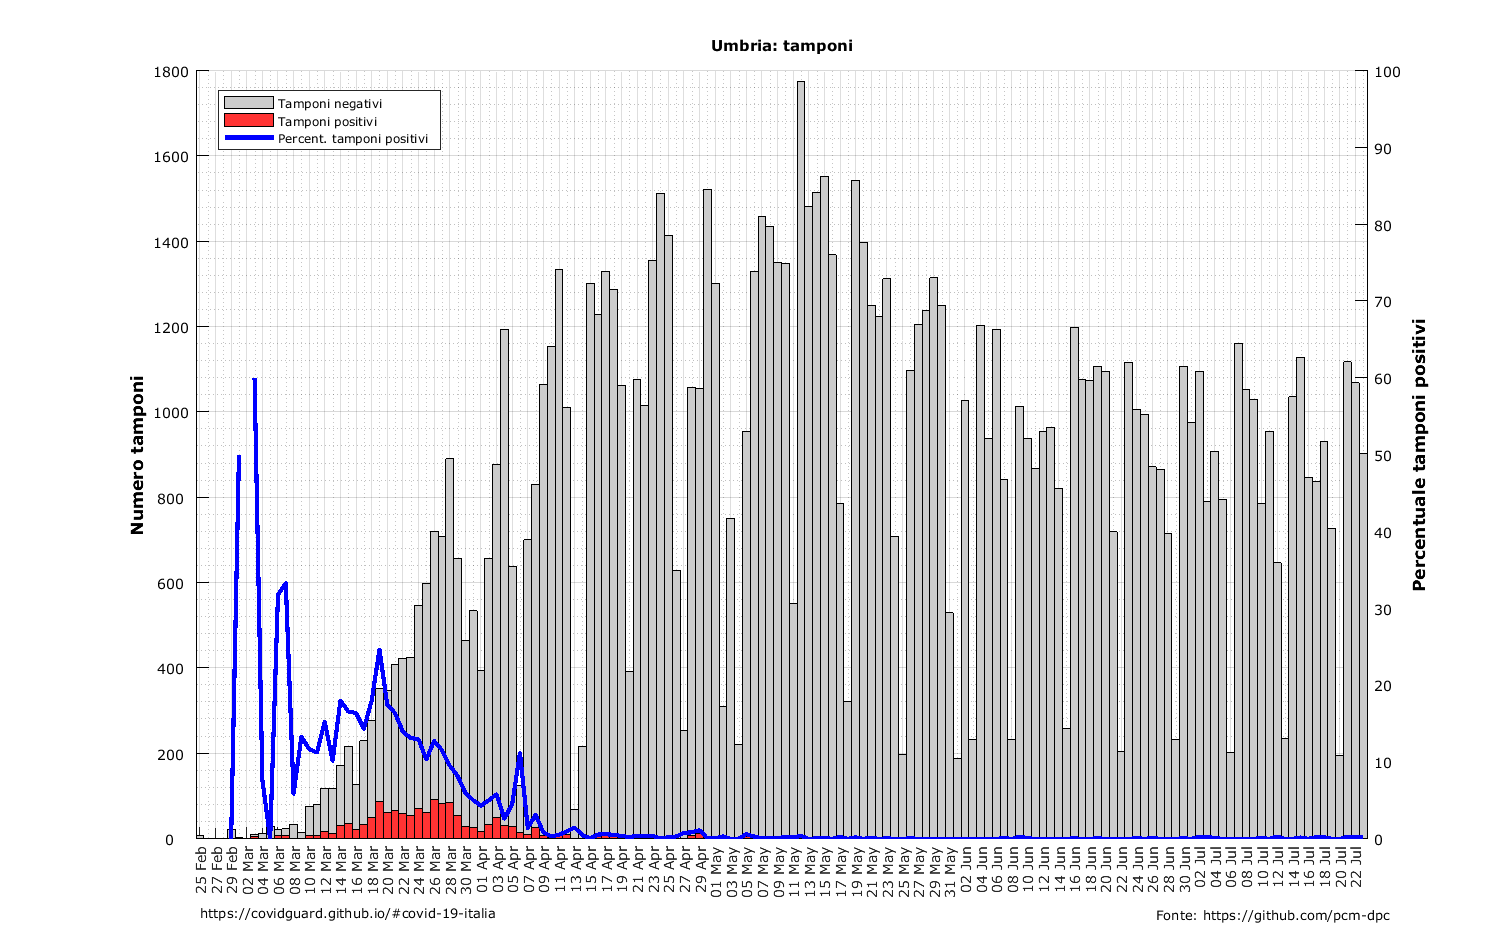 Umbria: tamponi
Tamponi negativi
Tamponi positivi
Percent. tamponi positivi
Numero tamponi
0
200
400
600
800
1000
1200
1400
1600
1800
Percentuale tamponi positivi
0
10
20
30
40
50
60
70
80
90
100
25 Feb
27 Feb
29 Feb
02 Mar
04 Mar
06 Mar
08 Mar
10 Mar
12 Mar
14 Mar
16 Mar
18 Mar
20 Mar
22 Mar
24 Mar
26 Mar
28 Mar
30 Mar
01 Apr
03 Apr
05 Apr
07 Apr
09 Apr
11 Apr
13 Apr
15 Apr
17 Apr
19 Apr
21 Apr
23 Apr
25 Apr
27 Apr
29 Apr
01 May
03 May
05 May
07 May
09 May
11 May
13 May
15 May
17 May
19 May
21 May
23 May
25 May
27 May
29 May
31 May
02 Jun
04 Jun
06 Jun
08 Jun
10 Jun
12 Jun
14 Jun
16 Jun
18 Jun
20 Jun
22 Jun
24 Jun
26 Jun
28 Jun
30 Jun
02 Jul
04 Jul
06 Jul
08 Jul
10 Jul
12 Jul
14 Jul
16 Jul
18 Jul
20 Jul
22 Jul
https://covidguard.github.io/#covid-19-italia
Fonte: https://github.com/pcm-dpc